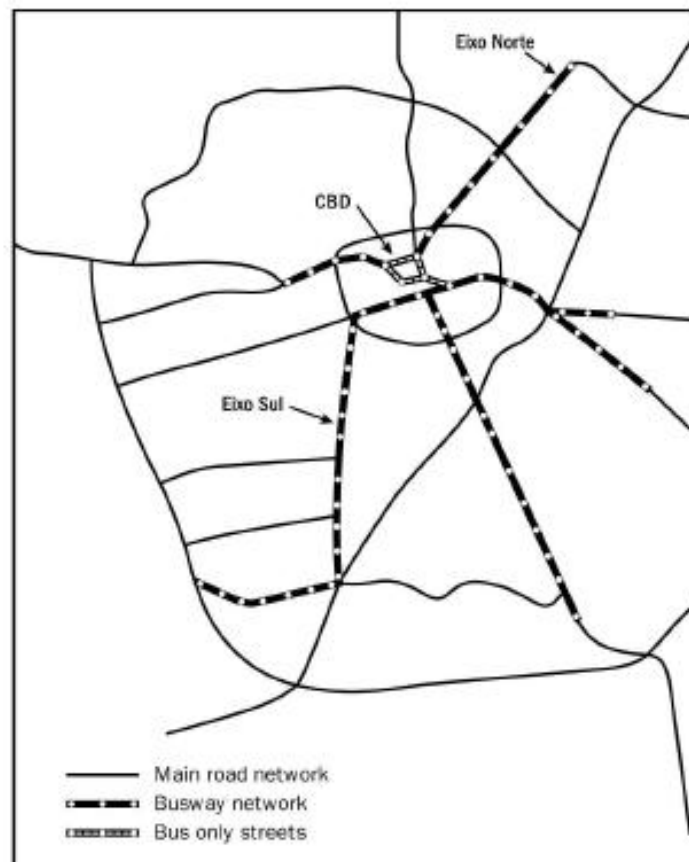 Eixo Norte
CBD
Eixo Sul
Main road network
Busway network
Bus only streets